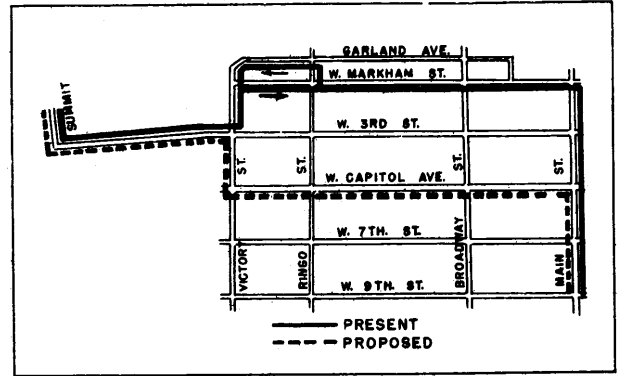 GARLAND AVE.
W. MARKHAM ST.
SUMMIT
W. 3RD ST.
ST.
ST.
ST.
ST.
W. CAPITOL AVE.
W. 7TH. ST.
VICTORY
RINGO
BROADWAY
MAIN
W. 9TH. ST.
PRESENT
PROPOSED